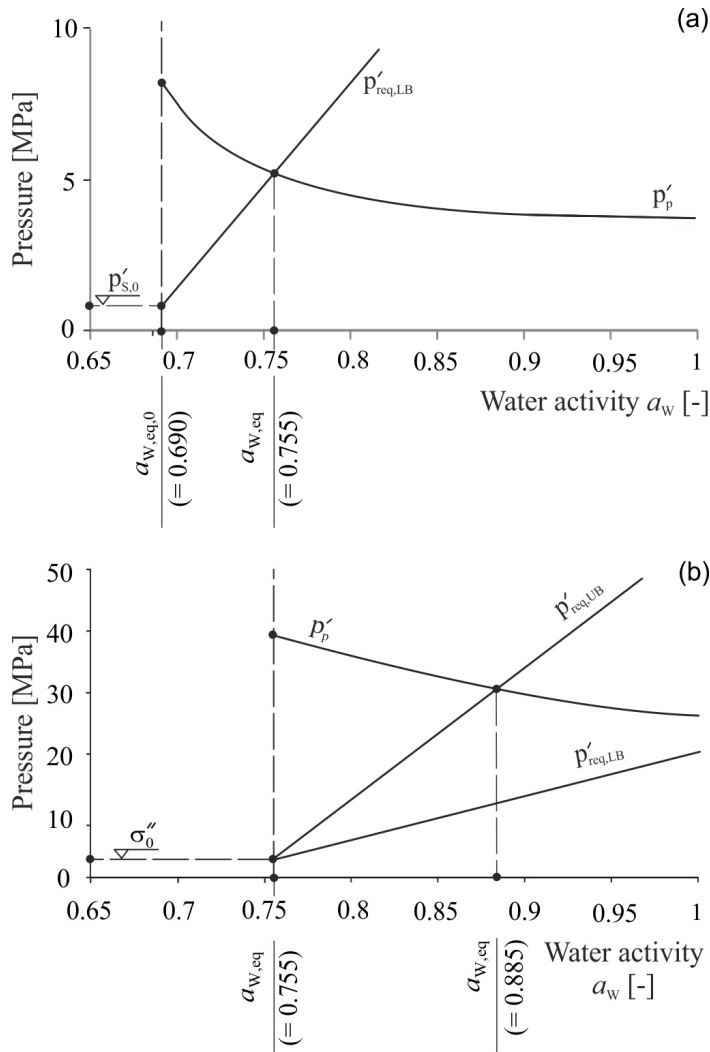 (a)
10
p′req,LB
Pressure [MPa]
5
p′p
p′S,0
0
0.65 0.7 0.75 0.8 0.85 0.9 0.95 1
Water activity aW [-]
aW,eq,0
(= 0.690)
aW,eq
(= 0.755)
(b)
50
p′req,UB
40
p′p
Pressure [MPa]
30
20
p′req,LB
10
σ0″
0
0.65 0.7 0.75 0.8 0.85 0.9 0.95 1
Water activity
aW [-]
aW,eq
(= 0.755)
aW,eq
(= 0.885)